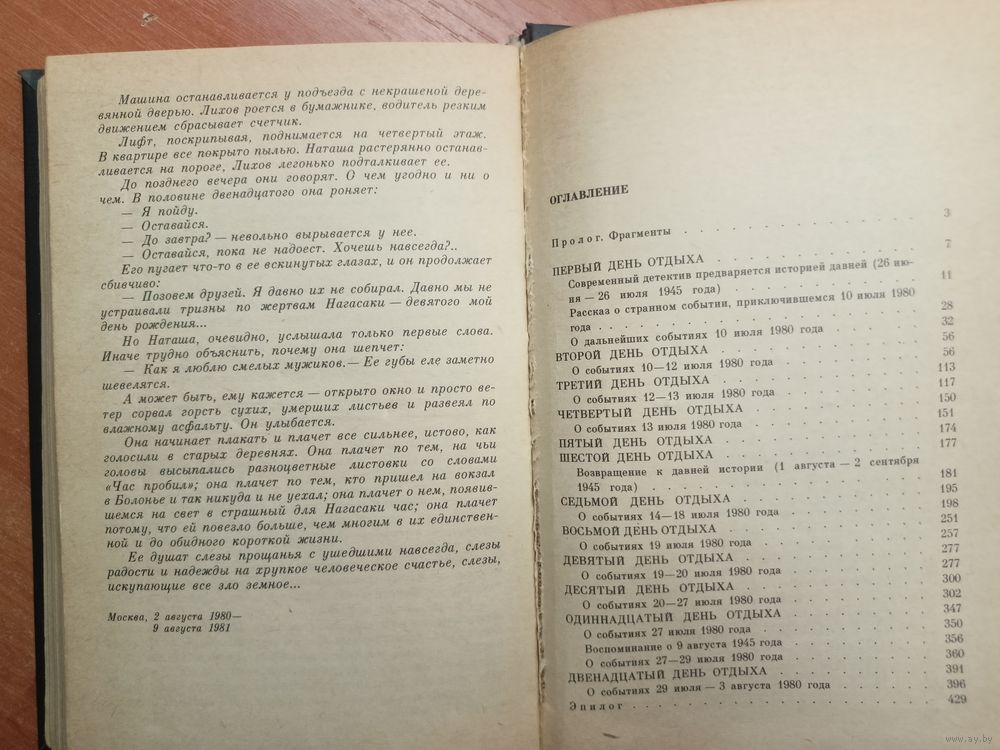 Машина останавливается у подъезда с некрашеной дере-
вянной дверью. Лихов роется в бумажнике, водитель резким
движением сбрасывает счетчик.
Лифт, поскрипывая, поднимается на четвертый этаж.
В квартире все покрыто пылью. Наташа растерянно останав-
ливается на пороге, Лихов легонько подталкивает ее.
До позднего вечера они говорят. О чем угодно и ни о
чем. В половине двенадцатого она роняет:
— Я пойду.
— Оставайся.
— До завтра? — невольно вырывается у нее.
— Оставайся, пока не надоест. Хочешь навсегда?..
Его пугает что-то в ее вскинутых глазах, и он продолжает
сбивчиво:
— Позовем друзей. Я давно их не собирал. Давно мы не
устраивали тризны по жертвам Нагасаки — девятого мой
день рождения...
Но Наташа, очевидно, услышала только первые слова.
Иначе трудно объяснить, почему она шепчет:
— Как я люблю смелых мужиков. — Ее губы еле заметно
шевелятся.
А может быть, ему кажется — открыто окно и просто ве-
тер сорвал горсть сухих, умерших листьев и развеял по
влажному асфальту. Он улыбается.
Она начинает плакать и плачет все сильнее, истово, как
голосили в старых деревнях. Она плачет по тем, на чьи
головы высыпались разноцветные листовки со словами
«Час пробил»; она плачет по тем, кто пришел на вокзал
в Болонье и так никуда и не уехал; она плачет о нем, появив-
шемся на свет в страшный для Нагасаки час; она плачет
потому, что ей повезло больше, чем многим в их единствен-
ной и до обидного короткой жизни.
Ее душат слезы прощанья с ушедшими навсегда, слезы
радости и надежды на хрупкое человеческое счастье, слезы,
искупающие все зло земное...
Москва, 2 августа 1980—
9 августа 1981
ОГЛАВЛЕНИЕ
Пролог. Фрагменты . . . . . . . . . . 3
ПЕРВЫЙ ДЕНЬ ОТДЫХА . . . . . . . . . . 7
Современный детектив предваряется историей давней (26 ию-
ня — 26 июля 1945 года) . . . . . . . . . . 11
Рассказ о странном событии, приключившемся 10 июля 1980
года . . . . . . . . . . 28
О дальнейших событиях 10 июля 1980 года . . . . . . 32
ВТОРОЙ ДЕНЬ ОТДЫХА . . . . . . . . . . 56
О событиях 10—12 июля 1980 года . . . . . . . . 56
ТРЕТИЙ ДЕНЬ ОТДЫХА . . . . . . . . . . 113
О событиях 12—13 июля 1980 года . . . . . . . . 117
ЧЕТВЕРТЫЙ ДЕНЬ ОТДЫХА . . . . . . . . . . 150
О событиях 13 июля 1980 года . . . . . . . . 151
ПЯТЫЙ ДЕНЬ ОТДЫХА . . . . . . . . . . 174
ШЕСТОЙ ДЕНЬ ОТДЫХА . . . . . . . . . . 177
Возвращение к давней истории (1 августа — 2 сентября
1945 года) . . . . . . . . . . 181
СЕДЬМОЙ ДЕНЬ ОТДЫХА . . . . . . . . . . 195
О событиях 14—18 июля 1980 года . . . . . . . . 198
ВОСЬМОЙ ДЕНЬ ОТДЫХА . . . . . . . . . . 251
О событиях 19 июля 1980 года . . . . . . . . 257
ДЕВЯТЫЙ ДЕНЬ ОТДЫХА . . . . . . . . . . 277
О событиях 19—20 июля 1980 года . . . . . . . . 277
ДЕСЯТЫЙ ДЕНЬ ОТДЫХА . . . . . . . . . . 300
О событиях 20—27 июля 1980 года . . . . . . . . 302
ОДИННАДЦАТЫЙ ДЕНЬ ОТДЫХА . . . . . . . . 347
О событиях 27 июля 1980 года . . . . . . . . 350
Воспоминание о 9 августа 1945 года . . . . . . . . 356
О событиях 27—29 июля 1980 года . . . . . . . . 360
ДВЕНАДЦАТЫЙ ДЕНЬ ОТДЫХА . . . . . . . . 391
О событиях 29 июля — 3 августа 1980 года . . . . . . 396
Эпилог . . . . . . . . . . 429
www.ay.by